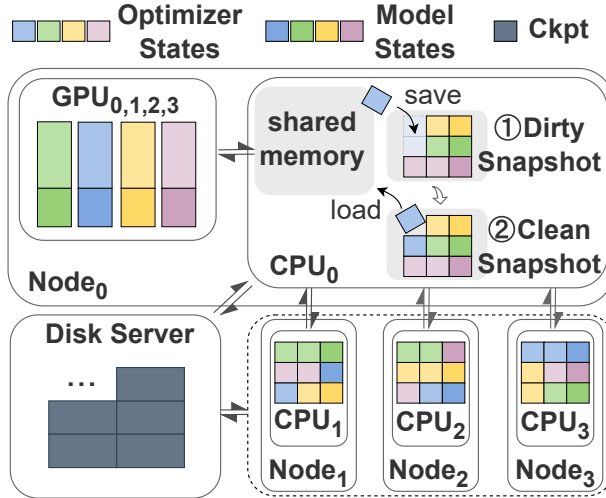 Optimizer States
Model States
Ckpt
GPU0,1,2,3
shared memory
save
①Dirty Snapshot
load
②Clean Snapshot
CPU0
Node0
Disk Server
...
CPU1
CPU2
CPU3
Node1
Node2
Node3